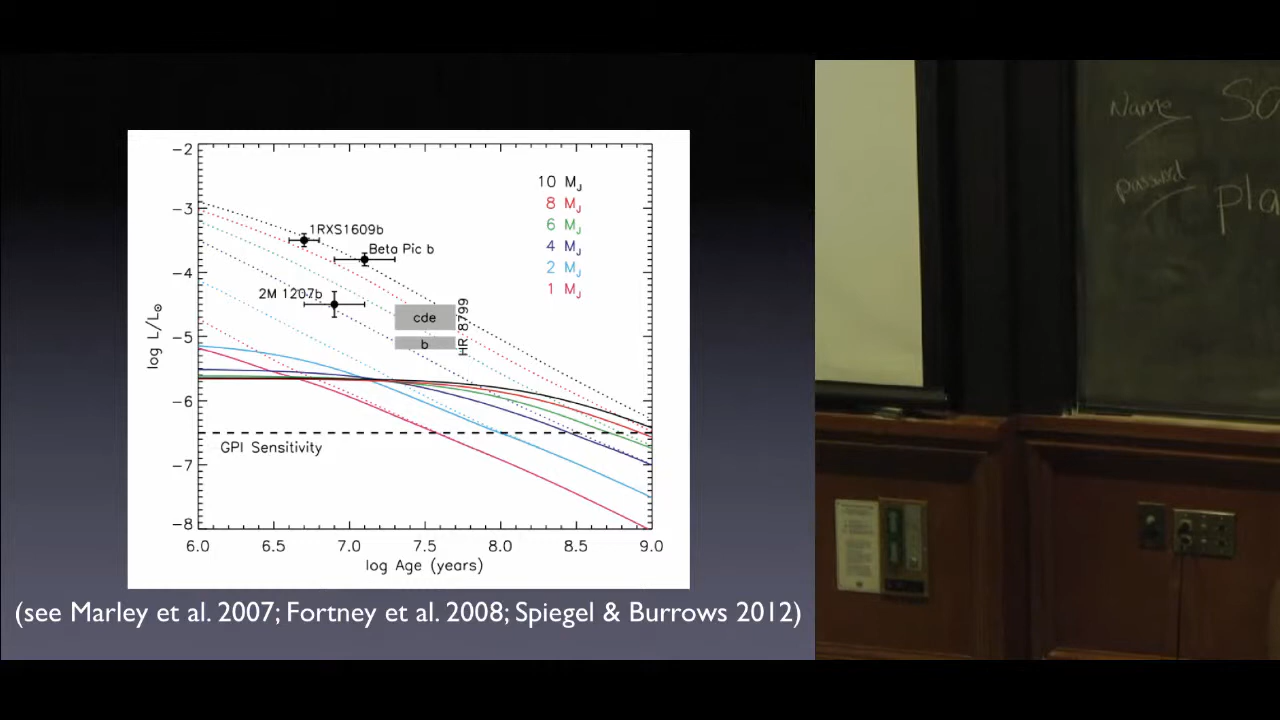 −2
−3
−4
−5
−6
−7
−8
log L/L☉
10 MJ
8 MJ
6 MJ
4 MJ
2 MJ
1 MJ
1RXS1609b
Beta Pic b
2M 1207b
cde
b
HR 8799
GPI Sensitivity
6.0 6.5 7.0 7.5 8.0 8.5 9.0
log Age (years)
(see Marley et al. 2007; Fortney et al. 2008; Spiegel & Burrows 2012)
Name
password